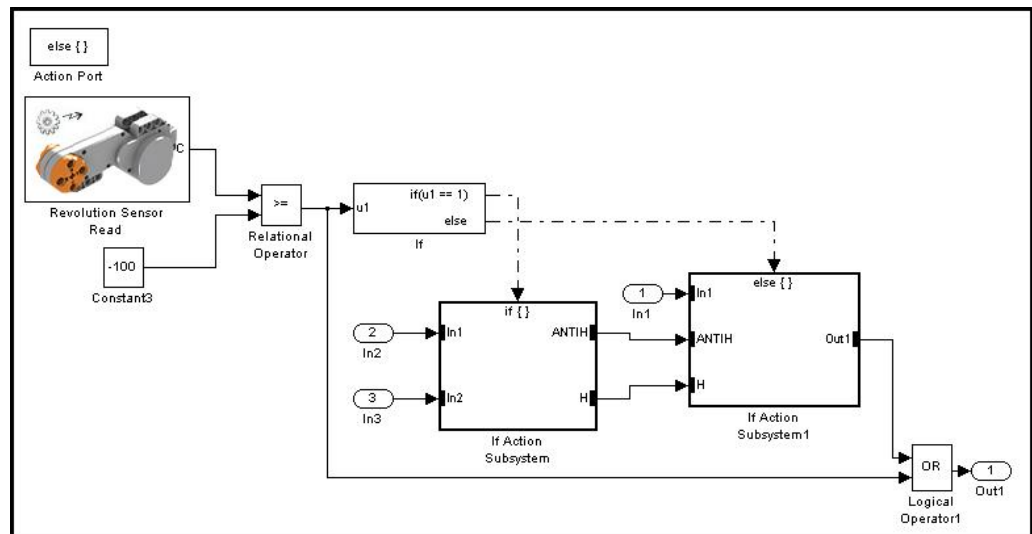 else { }
Action Port
C
Revolution Sensor
Read
-100
Constant3
>=
Relational
Operator
u1
if(u1 == 1)
else
If
2
In2
3
In3
if { }
In1
In2
ANTIH
H
If Action
Subsystem
1
In1
else { }
In1
ANTIH
H
Out1
If Action
Subsystem1
OR
Logical
Operator1
1
Out1